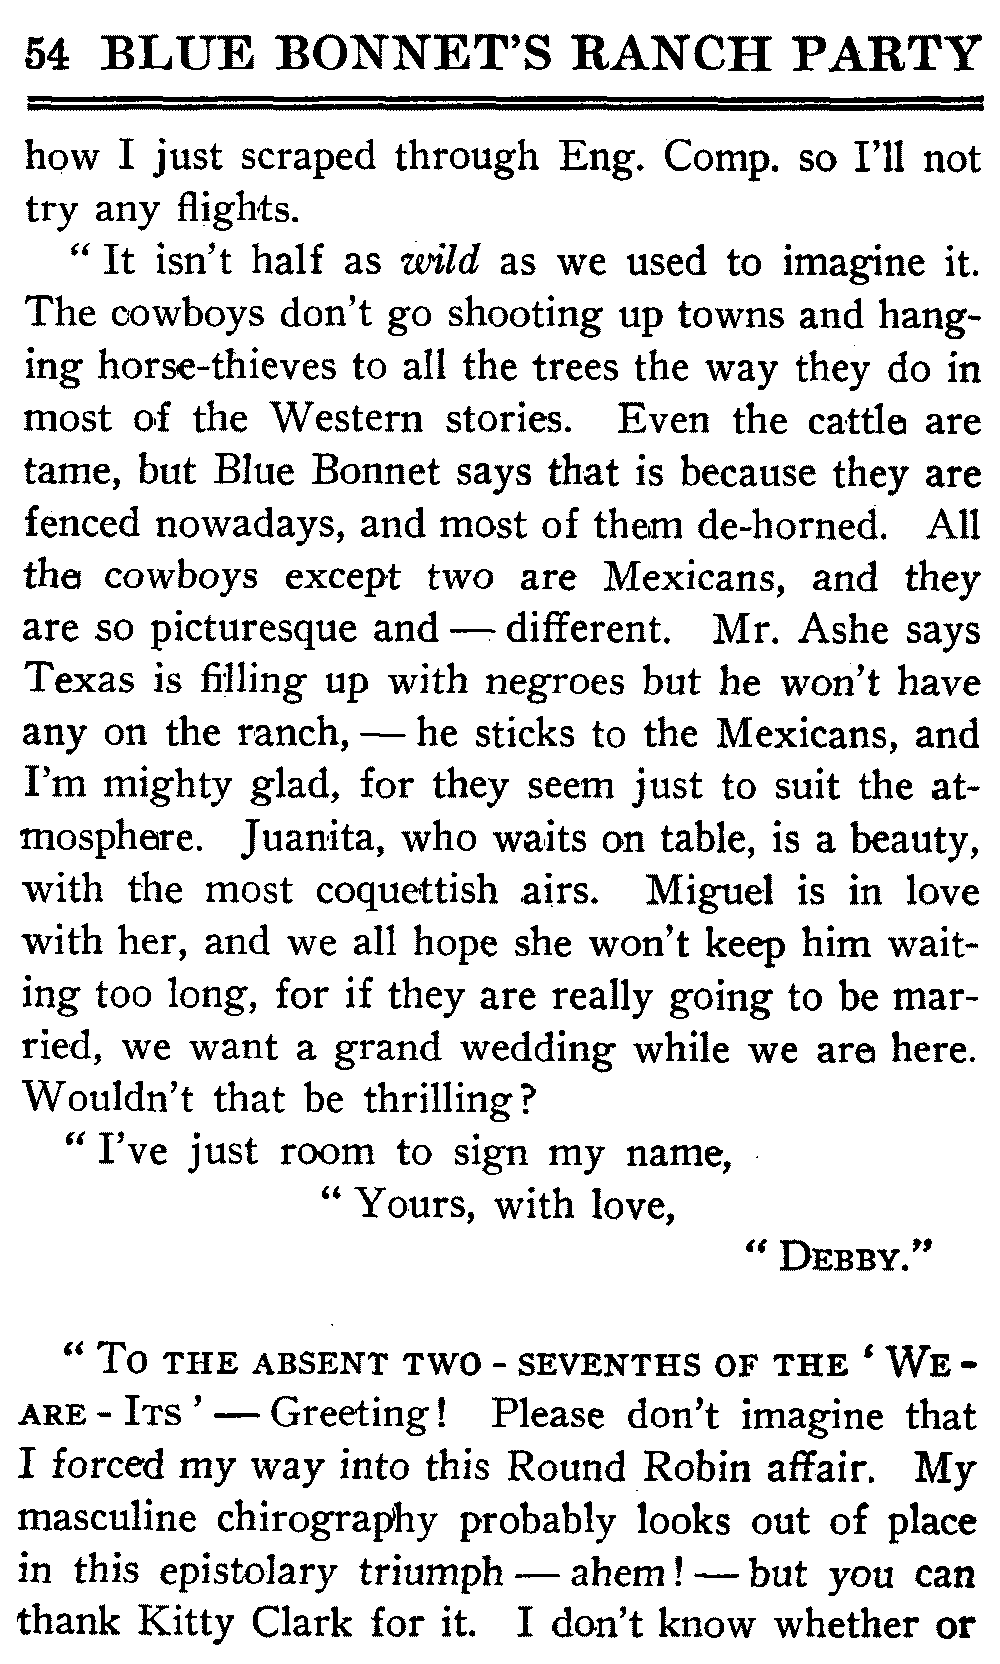 54 BLUE BONNET'S RANCH PARTY
how I just scraped through Eng. Comp. so I'll not
try any flights.
" It isn't half as wild as we used to imagine it.
The cowboys don't go shooting up towns and hang-
ing horse-thieves to all the trees the way they do in
most of the Western stories. Even the cattle are
tame, but Blue Bonnet says that is because they are
fenced nowadays, and most of them de-horned. All
the cowboys except two are Mexicans, and they
are so picturesque and — different. Mr. Ashe says
Texas is filling up with negroes but he won't have
any on the ranch, — he sticks to the Mexicans, and
I'm mighty glad, for they seem just to suit the at-
mosphere. Juanita, who waits on table, is a beauty,
with the most coquettish airs. Miguel is in love
with her, and we all hope she won't keep him wait-
ing too long, for if they are really going to be mar-
ried, we want a grand wedding while we are here.
Wouldn't that be thrilling?
" I've just room to sign my name,
" Yours, with love,
" DEBBY."
" TO THE ABSENT TWO - SEVENTHS OF THE ' WE -
ARE - ITS ' — Greeting! Please don't imagine that
I forced my way into this Round Robin affair. My
masculine chirography probably looks out of place
in this epistolary triumph — ahem! — but you can
thank Kitty Clark for it. I don't know whether or